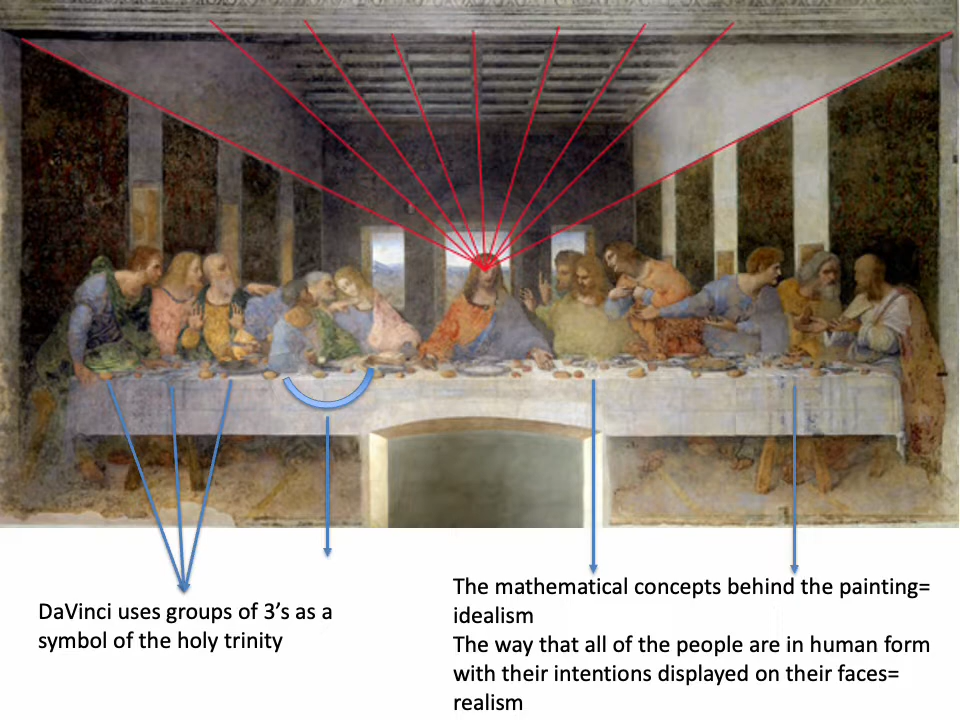 DaVinci uses groups of 3’s as a
symbol of the holy trinity
The mathematical concepts behind the painting=
idealism
The way that all of the people are in human form
with their intentions displayed on their faces=
realism